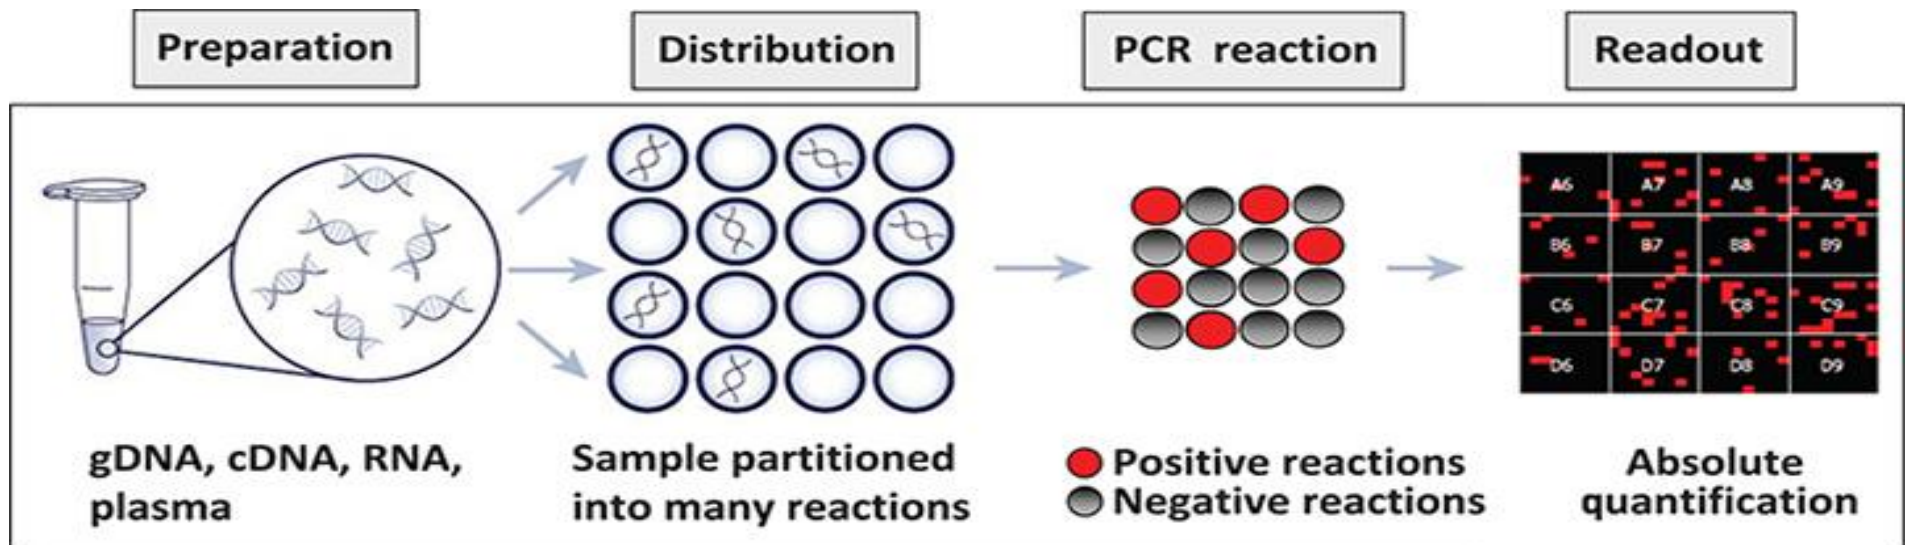 Preparation
Distribution
PCR reaction
Readout
gDNA, cDNA, RNA,
plasma
Sample partitioned
into many reactions
Positive reactions
Negative reactions
A6 A7 A8 A9
B6 B7 B8 B9
C6 C7 C8 C9
D6 D7 D8 D9
Absolute
quantification